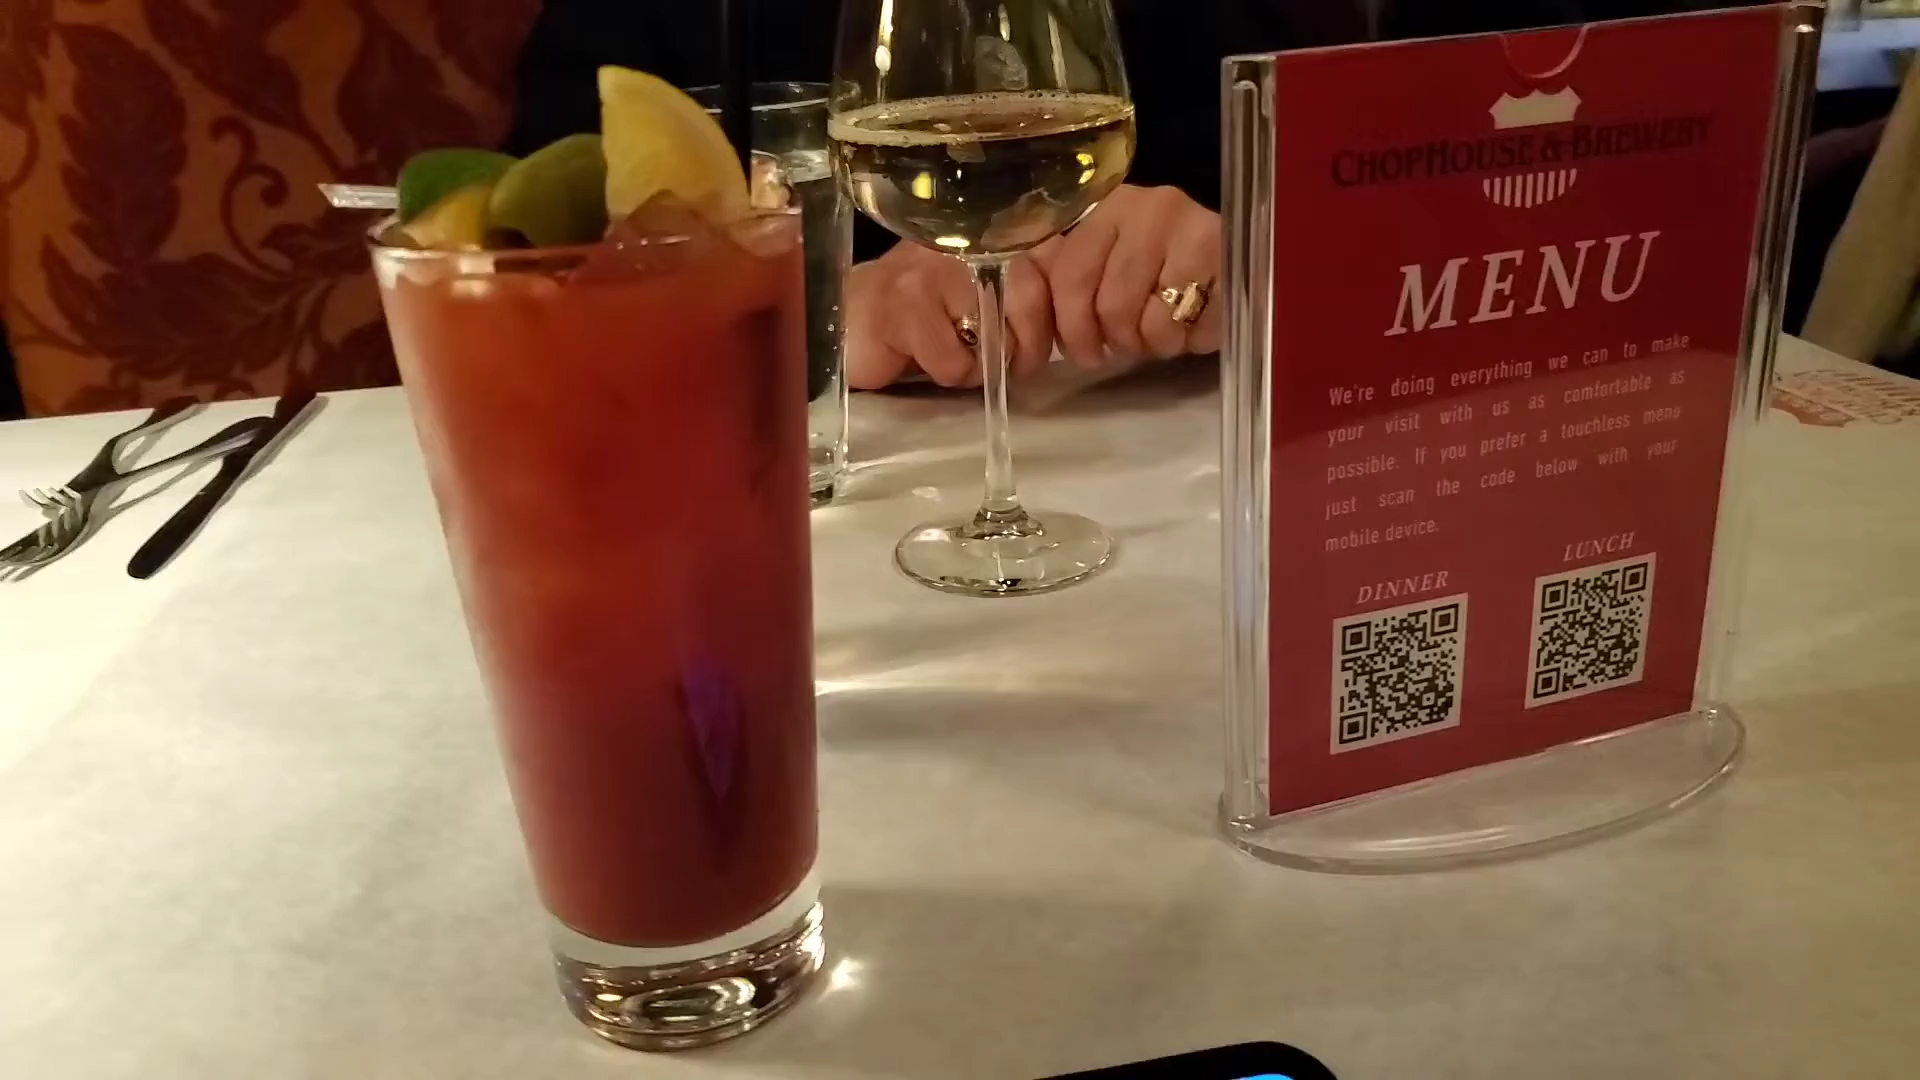 CHOPHOUSE & BREWERY
MENU
We're doing everything we can to make
your visit with us as comfortable as
possible. If you prefer a touchless menu
just scan the code below with your
mobile device.
DINNER
LUNCH